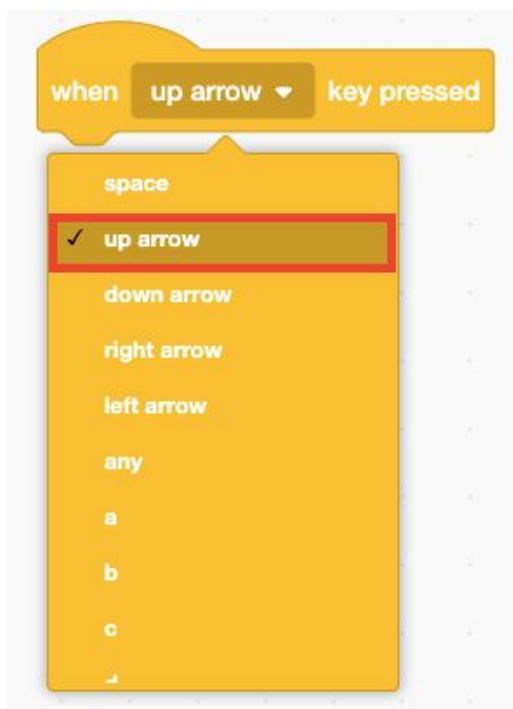 when up arrow key pressed
space
✓ up arrow
down arrow
right arrow
left arrow
any
a
b
c